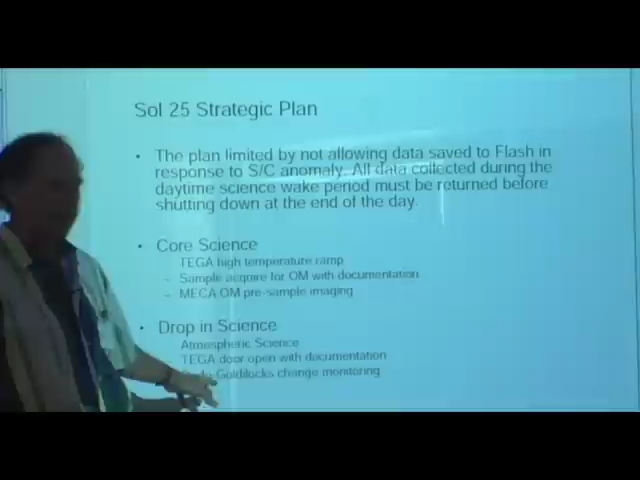 Sol 25 Strategic Plan
• The plan limited by not allowing data saved to Flash in
response to S/C anomaly. All data collected during the
daytime science wake period must be returned before
shutting down at the end of the day.
• Core Science
TEGA high temperature ramp
– Sample acquire for OM with documentation
– MECA OM pre-sample imaging
• Drop in Science
Atmospheric Science
– TEGA door open with documentation
Goldilocks change monitoring